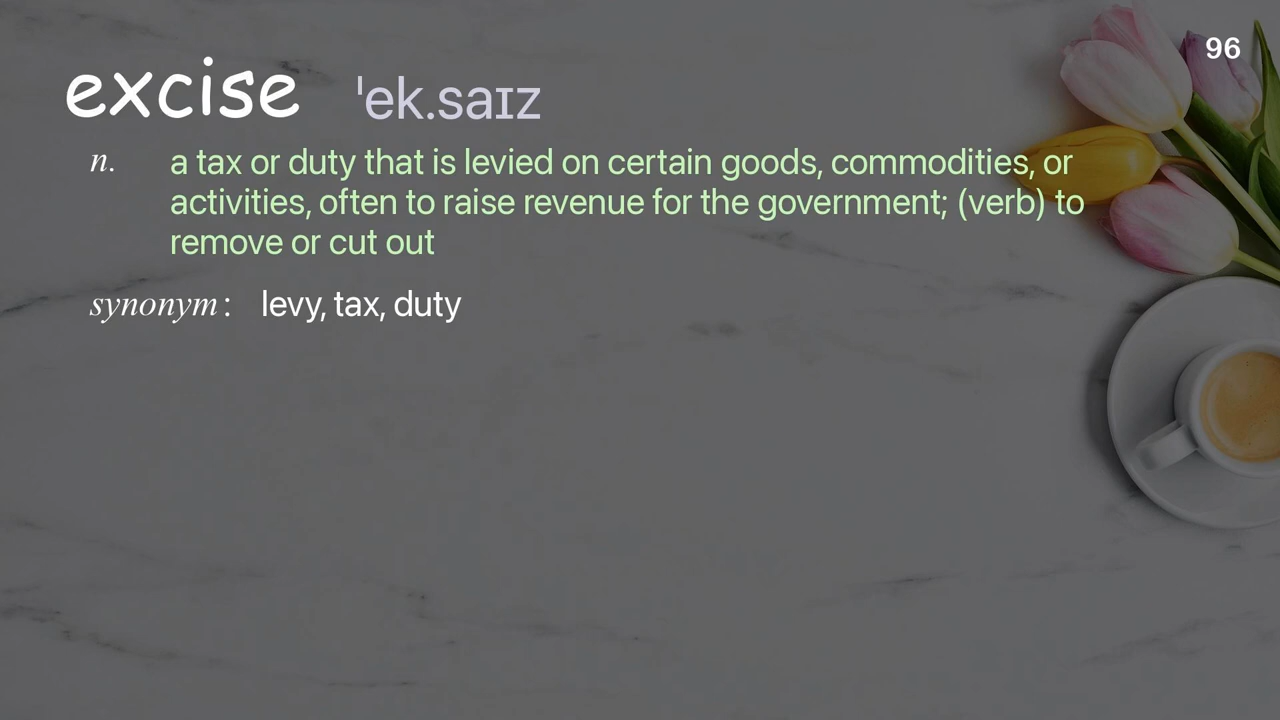 96
excise ˈek.saɪz
n. a tax or duty that is levied on certain goods, commodities, or
activities, often to raise revenue for the government; (verb) to
remove or cut out
synonym: levy, tax, duty